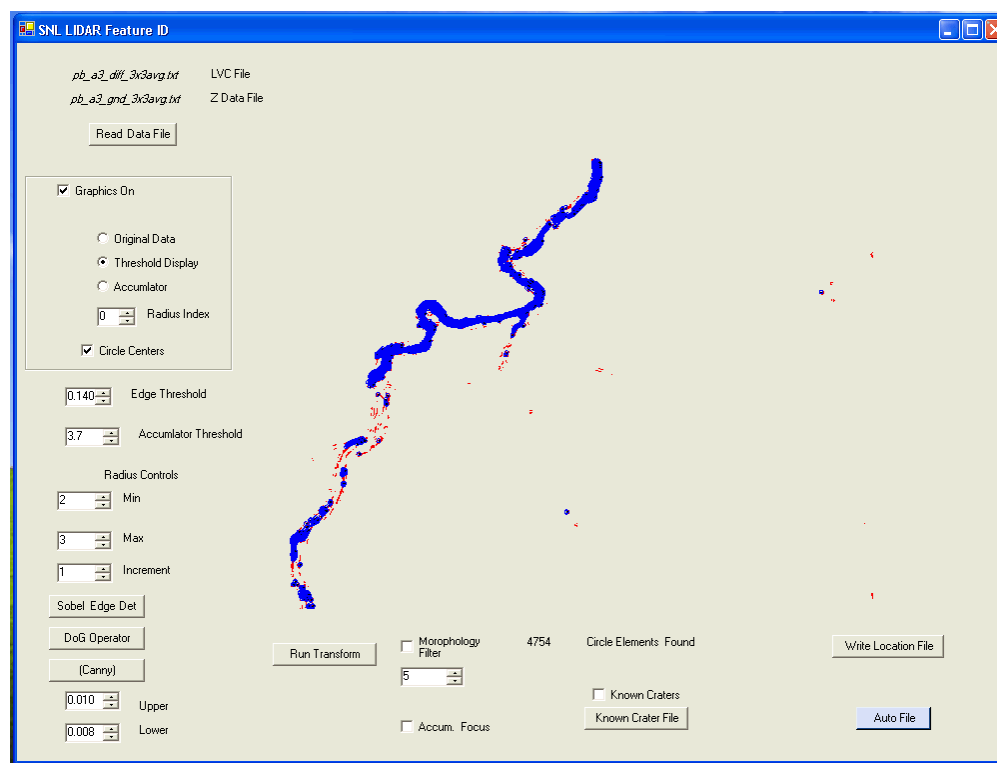 SNL LIDAR Feature ID
pb_a3_diff_3x3avg.txt LVC File
pb_a3_gnd_3x3avg.txt Z Data File
Read Data File
Graphics On
Original Data
Threshold Display
Accumlator
0 Radius Index
Circle Centers
0.140 Edge Threshold
3.7 Accumlator Threshold
Radius Controls
2 Min
3 Max
1 Increment
Sobel Edge Det
DoG Operator
(Canny)
0.010 Upper
0.008 Lower
Run Transform
Morophology
Filter
5
Accum. Focus
4754 Circle Elements Found
Known Craters
Known Crater File
Write Location File
Auto File